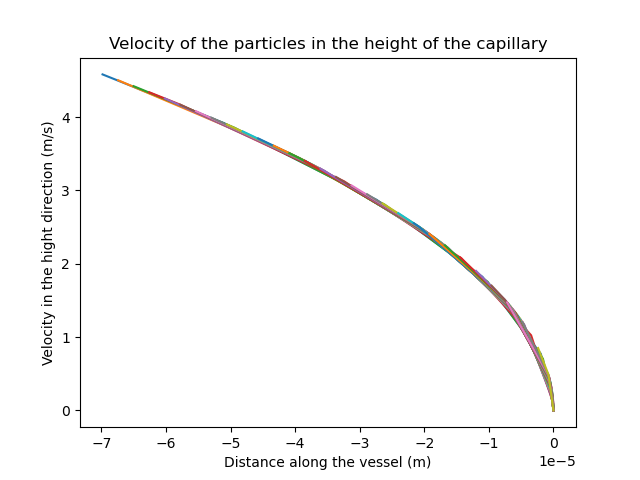 Velocity of the particles in the height of the capillary
Velocity in the hight direction (m/s)
4
3
2
1
0
−7 −6 −5 −4 −3 −2 −1 0
1e−5
Distance along the vessel (m)